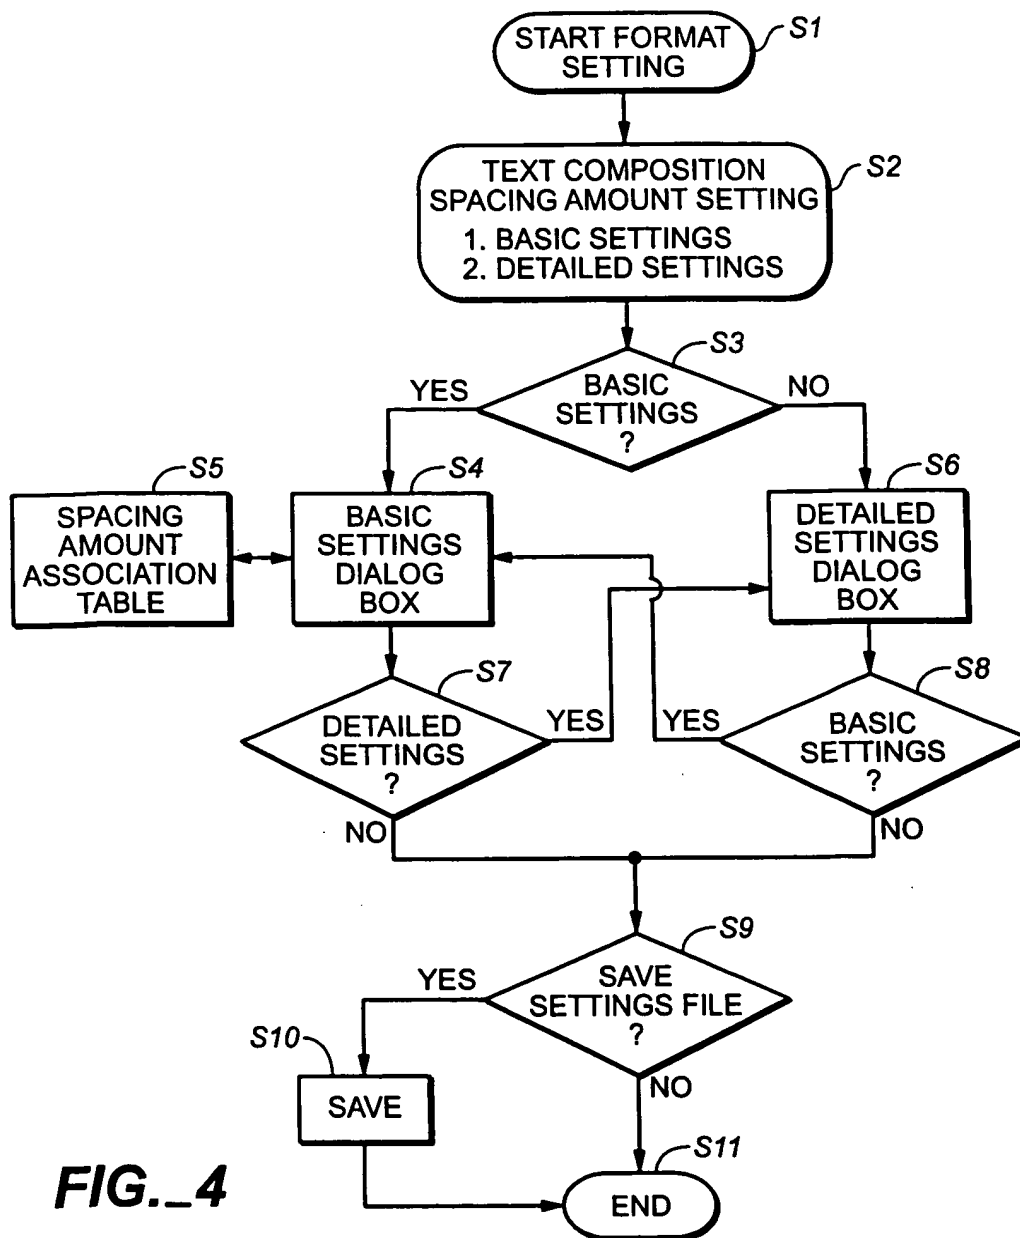 START FORMAT
SETTING
S1
TEXT COMPOSITION
SPACING AMOUNT SETTING
1. BASIC SETTINGS
2. DETAILED SETTINGS
S2
S3
BASIC
SETTINGS
?
YES
NO
S5
SPACING
AMOUNT
ASSOCIATION
TABLE
S4
BASIC
SETTINGS
DIALOG
BOX
S6
DETAILED
SETTINGS
DIALOG
BOX
S7
DETAILED
SETTINGS
?
YES
NO
S8
BASIC
SETTINGS
?
YES
NO
S9
SAVE
SETTINGS FILE
?
YES
NO
S10
SAVE
S11
END
FIG._4